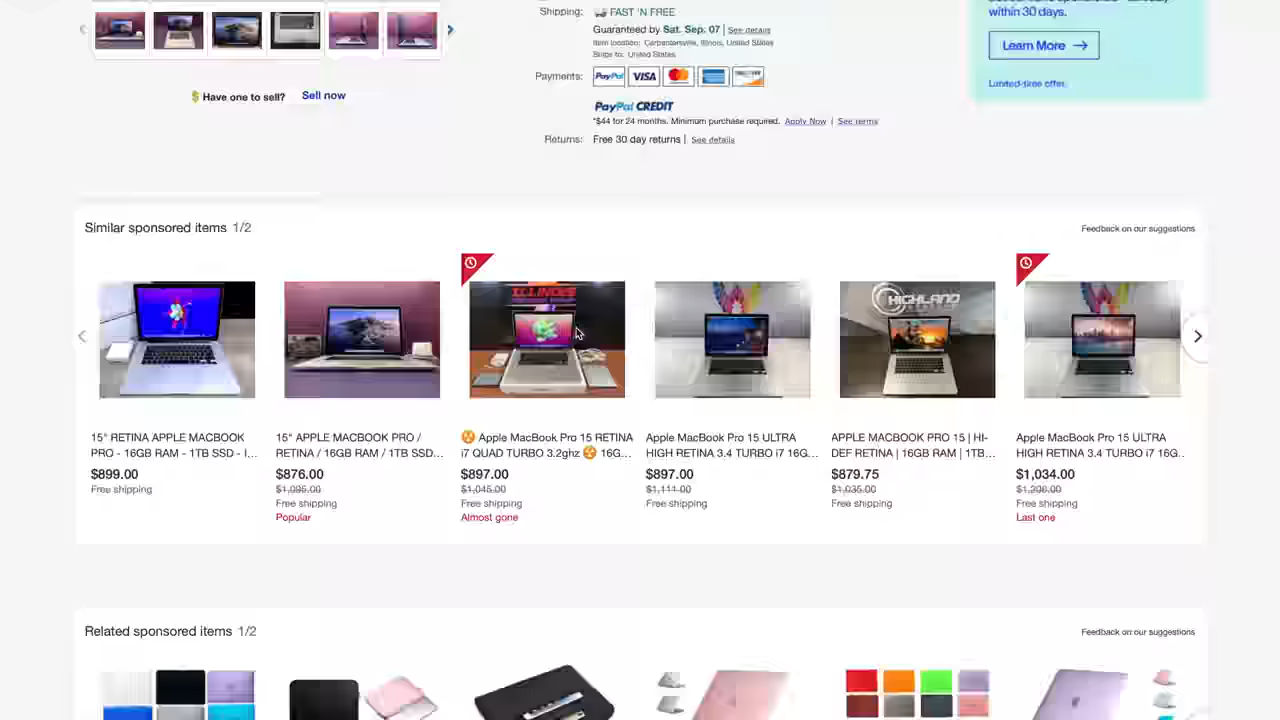 Shipping: FAST 'N FREE
within 30 days.
Guaranteed by Sat. Sep. 07 | See details
Item location: Carpentersville, Illinois, United States
Ships to: United States
Learn More →
Payments: PayPal VISA
Limited-time offer.
Have one to sell? Sell now
PayPal CREDIT
*$44 for 24 months. Minimum purchase required. Apply Now | See terms
Returns: Free 30 day returns | See details
Similar sponsored items 1/2
Feedback on our suggestions
ILLINOIS
HIGHLAND
15" RETINA APPLE MACBOOK PRO - 16GB RAM - 1TB SSD - I...
$899.00
Free shipping
15" APPLE MACBOOK PRO / RETINA / 16GB RAM / 1TB SSD...
$876.00
$1,095.00
Free shipping
Popular
Apple MacBook Pro 15 RETINA i7 QUAD TURBO 3.2ghz 16G...
$897.00
$1,045.00
Free shipping
Almost gone
Apple MacBook Pro 15 ULTRA HIGH RETINA 3.4 TURBO i7 16G...
$897.00
$1,111.00
Free shipping
APPLE MACBOOK PRO 15 | HI-DEF RETINA | 16GB RAM | 1TB...
$879.75
$1,035.00
Free shipping
Apple MacBook Pro 15 ULTRA HIGH RETINA 3.4 TURBO i7 16G..
$1,034.00
Free shipping
Last one
Related sponsored items 1/2
Feedback on our suggestions